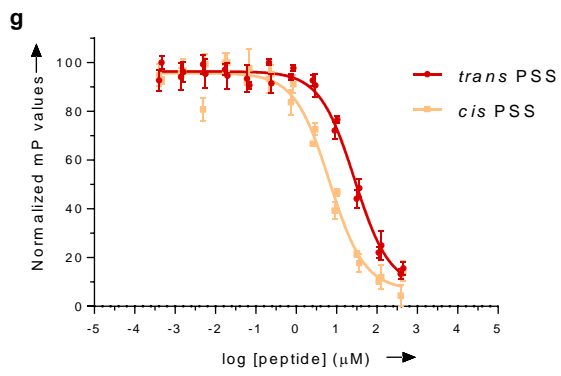 g
Normalized mP values
100
80
60
40
20
0
-5 -4 -3 -2 -1 0 1 2 3 4 5
log [peptide] (μM)
trans PSS
cis PSS